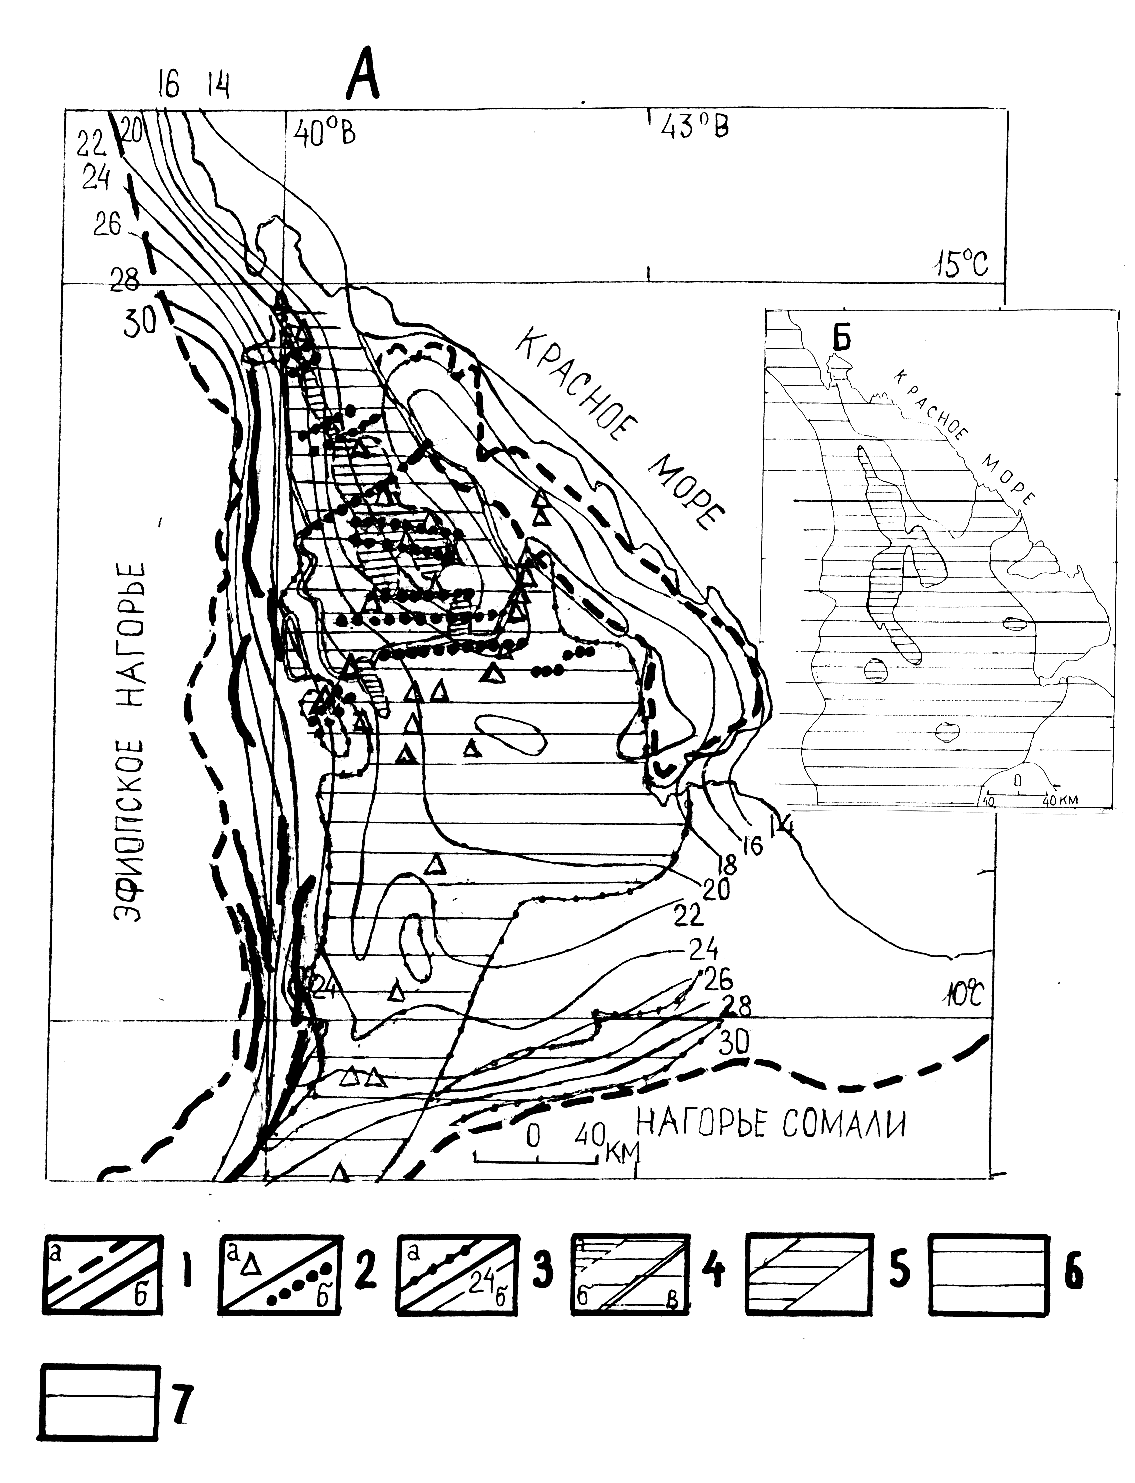 А
16 14
40°В
43°В
22 20
24
26
28
30
15°С
Б
КРАСНОЕ МОРЕ
КРАСНОЕ МОРЕ
ЭФИОПСКОЕ НАГОРЬЕ
0
40 40 КМ
14
16
18
20
22
24
26
28
30
24
10°С
НАГОРЬЕ СОМАЛИ
0 40 КМ
а б 1
а б 2
а 24 б 3
а б в 4
5
6
7